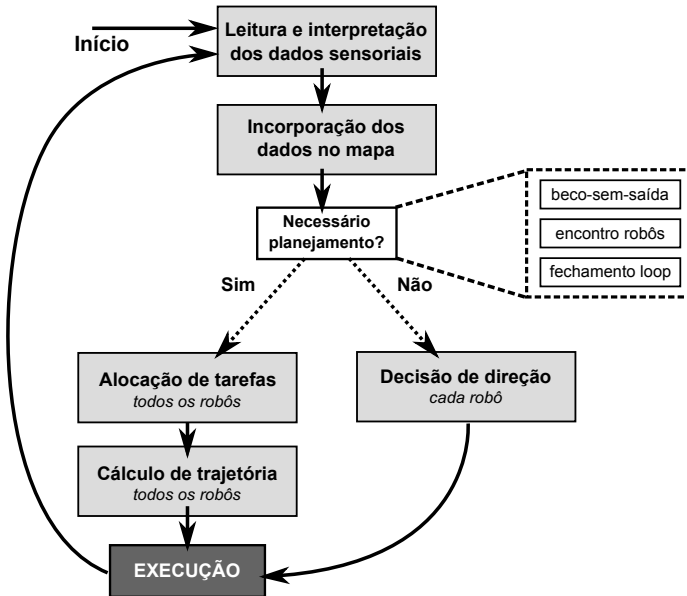 Início
Leitura e interpretação
dos dados sensoriais
Incorporação dos
dados no mapa
Necessário
planejamento?
beco-sem-saída
encontro robôs
fechamento loop
Sim
Não
Alocação de tarefas
todos os robôs
Decisão de direção
cada robô
Cálculo de trajetória
todos os robôs
EXECUÇÃO